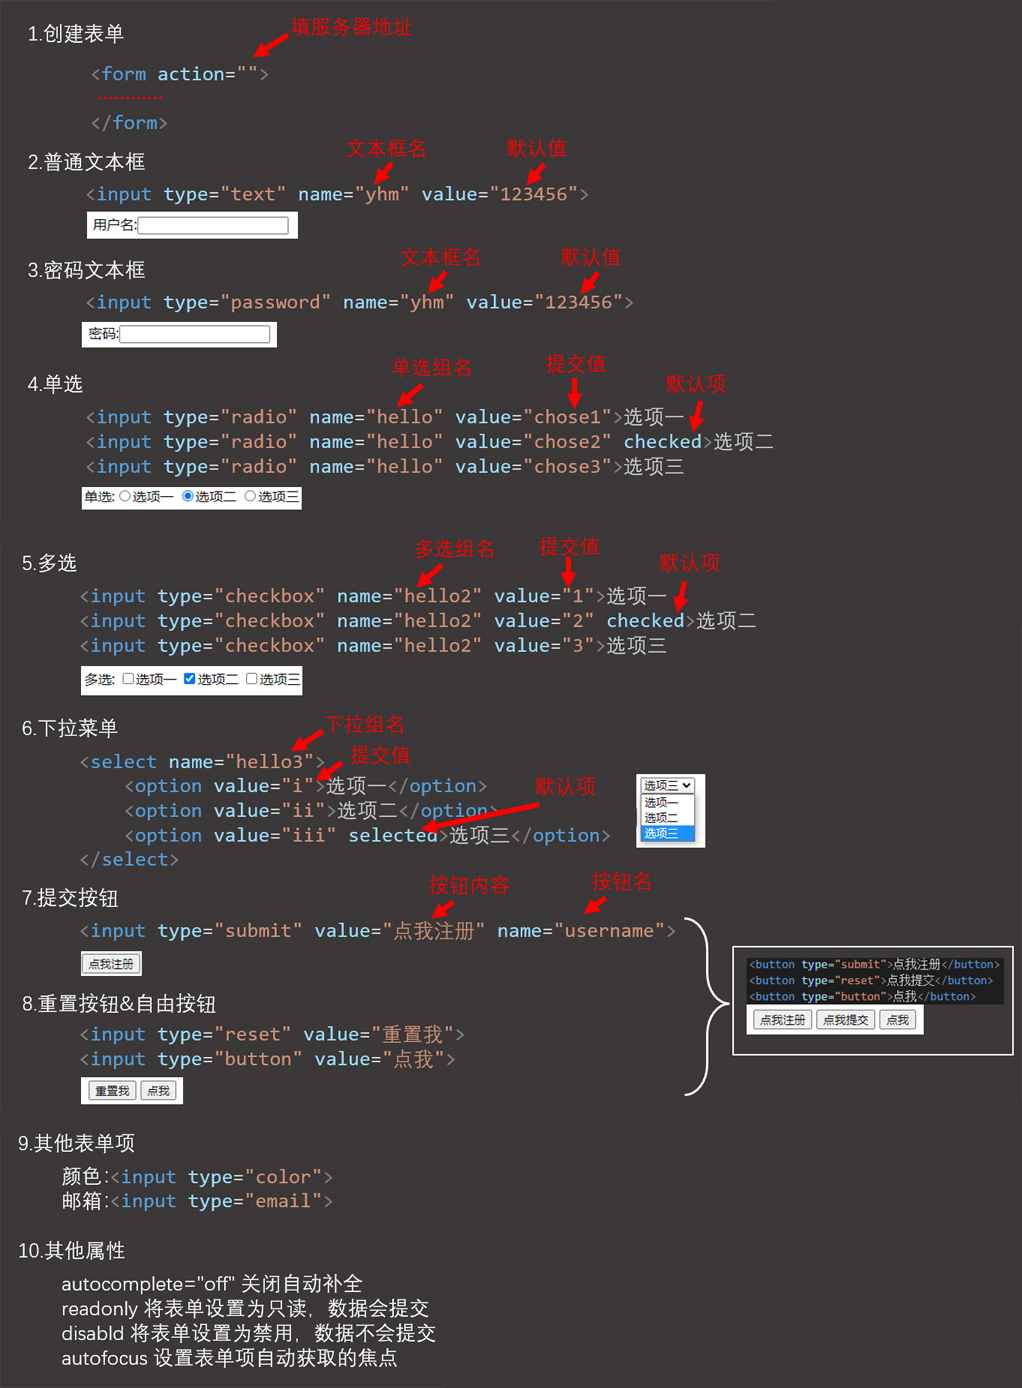 1.创建表单
填服务器地址
<form action="">
............
</form>
2.普通文本框
文本框名
默认值
<input type="text" name="yhm" value="123456">
用户名:
3.密码文本框
文本框名
默认值
<input type="password" name="yhm" value="123456">
密码:
4.单选
单选组名
提交值
默认项
<input type="radio" name="hello" value="chose1">选项一
<input type="radio" name="hello" value="chose2" checked>选项二
<input type="radio" name="hello" value="chose3">选项三
单选:选项一 选项二 选项三
5.多选
多选组名
提交值
默认项
<input type="checkbox" name="hello2" value="1">选项一
<input type="checkbox" name="hello2" value="2" checked>选项二
<input type="checkbox" name="hello2" value="3">选项三
多选: 选项一 选项二 选项三
6.下拉菜单
下拉组名
<select name="hello3">
提交值
<option value="i">选项一</option>
默认项
<option value="ii">选项二</option>
<option value="iii" selected>选项三</option>
</select>
选项三
选项一
选项二
选项三
7.提交按钮
按钮内容
按钮名
<input type="submit" value="点我注册" name="username">
点我注册
8.重置按钮&自由按钮
<input type="reset" value="重置我">
<input type="button" value="点我">
重置我 点我
<button type="submit">点我注册</button>
<button type="reset">点我提交</button>
<button type="button">点我</button>
点我注册 点我提交 点我
9.其他表单项
颜色:<input type="color">
邮箱:<input type="email">
10.其他属性
autocomplete="off" 关闭自动补全
readonly 将表单设置为只读，数据会提交
disabld 将表单设置为禁用，数据不会提交
autofocus 设置表单项自动获取的焦点